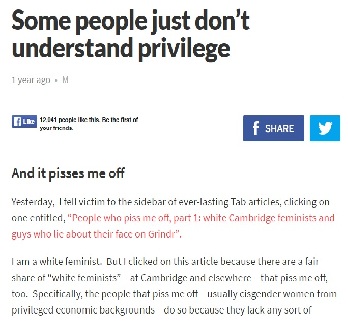 Some people just don't
understand privilege
1 year ago • M
Like 12,041 people like this. Be the first of
your friends.
f SHARE
And it pisses me off
Yesterday, I fell victim to the sidebar of ever-lasting Tab articles, clicking on
one entitled, "People who piss me off, part 1: white Cambridge feminists and
guys who lie about their face on Grindr".
I am a white feminist. But I clicked on this article because there are a fair
share of "white feminists" – at Cambridge and elsewhere – that piss me off,
too. Specifically, the people that piss me off – usually cisgender women from
privileged economic backgrounds – do so because they lack any sort of